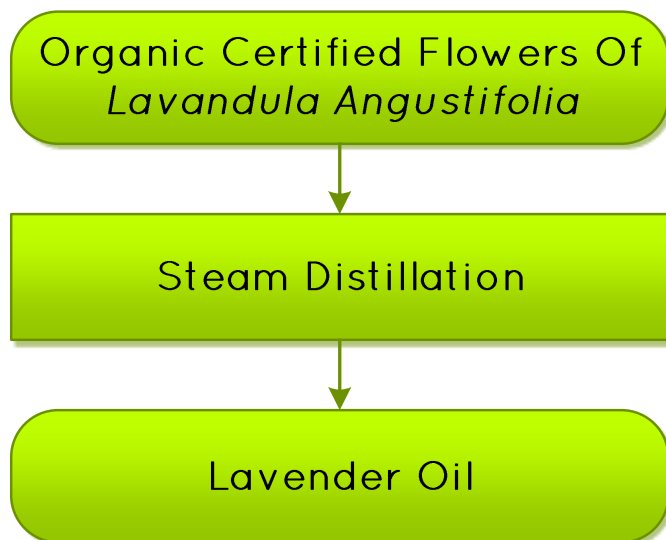 Organic Certified Flowers Of
Lavandula Angustifolia
Steam Distillation
Lavender Oil